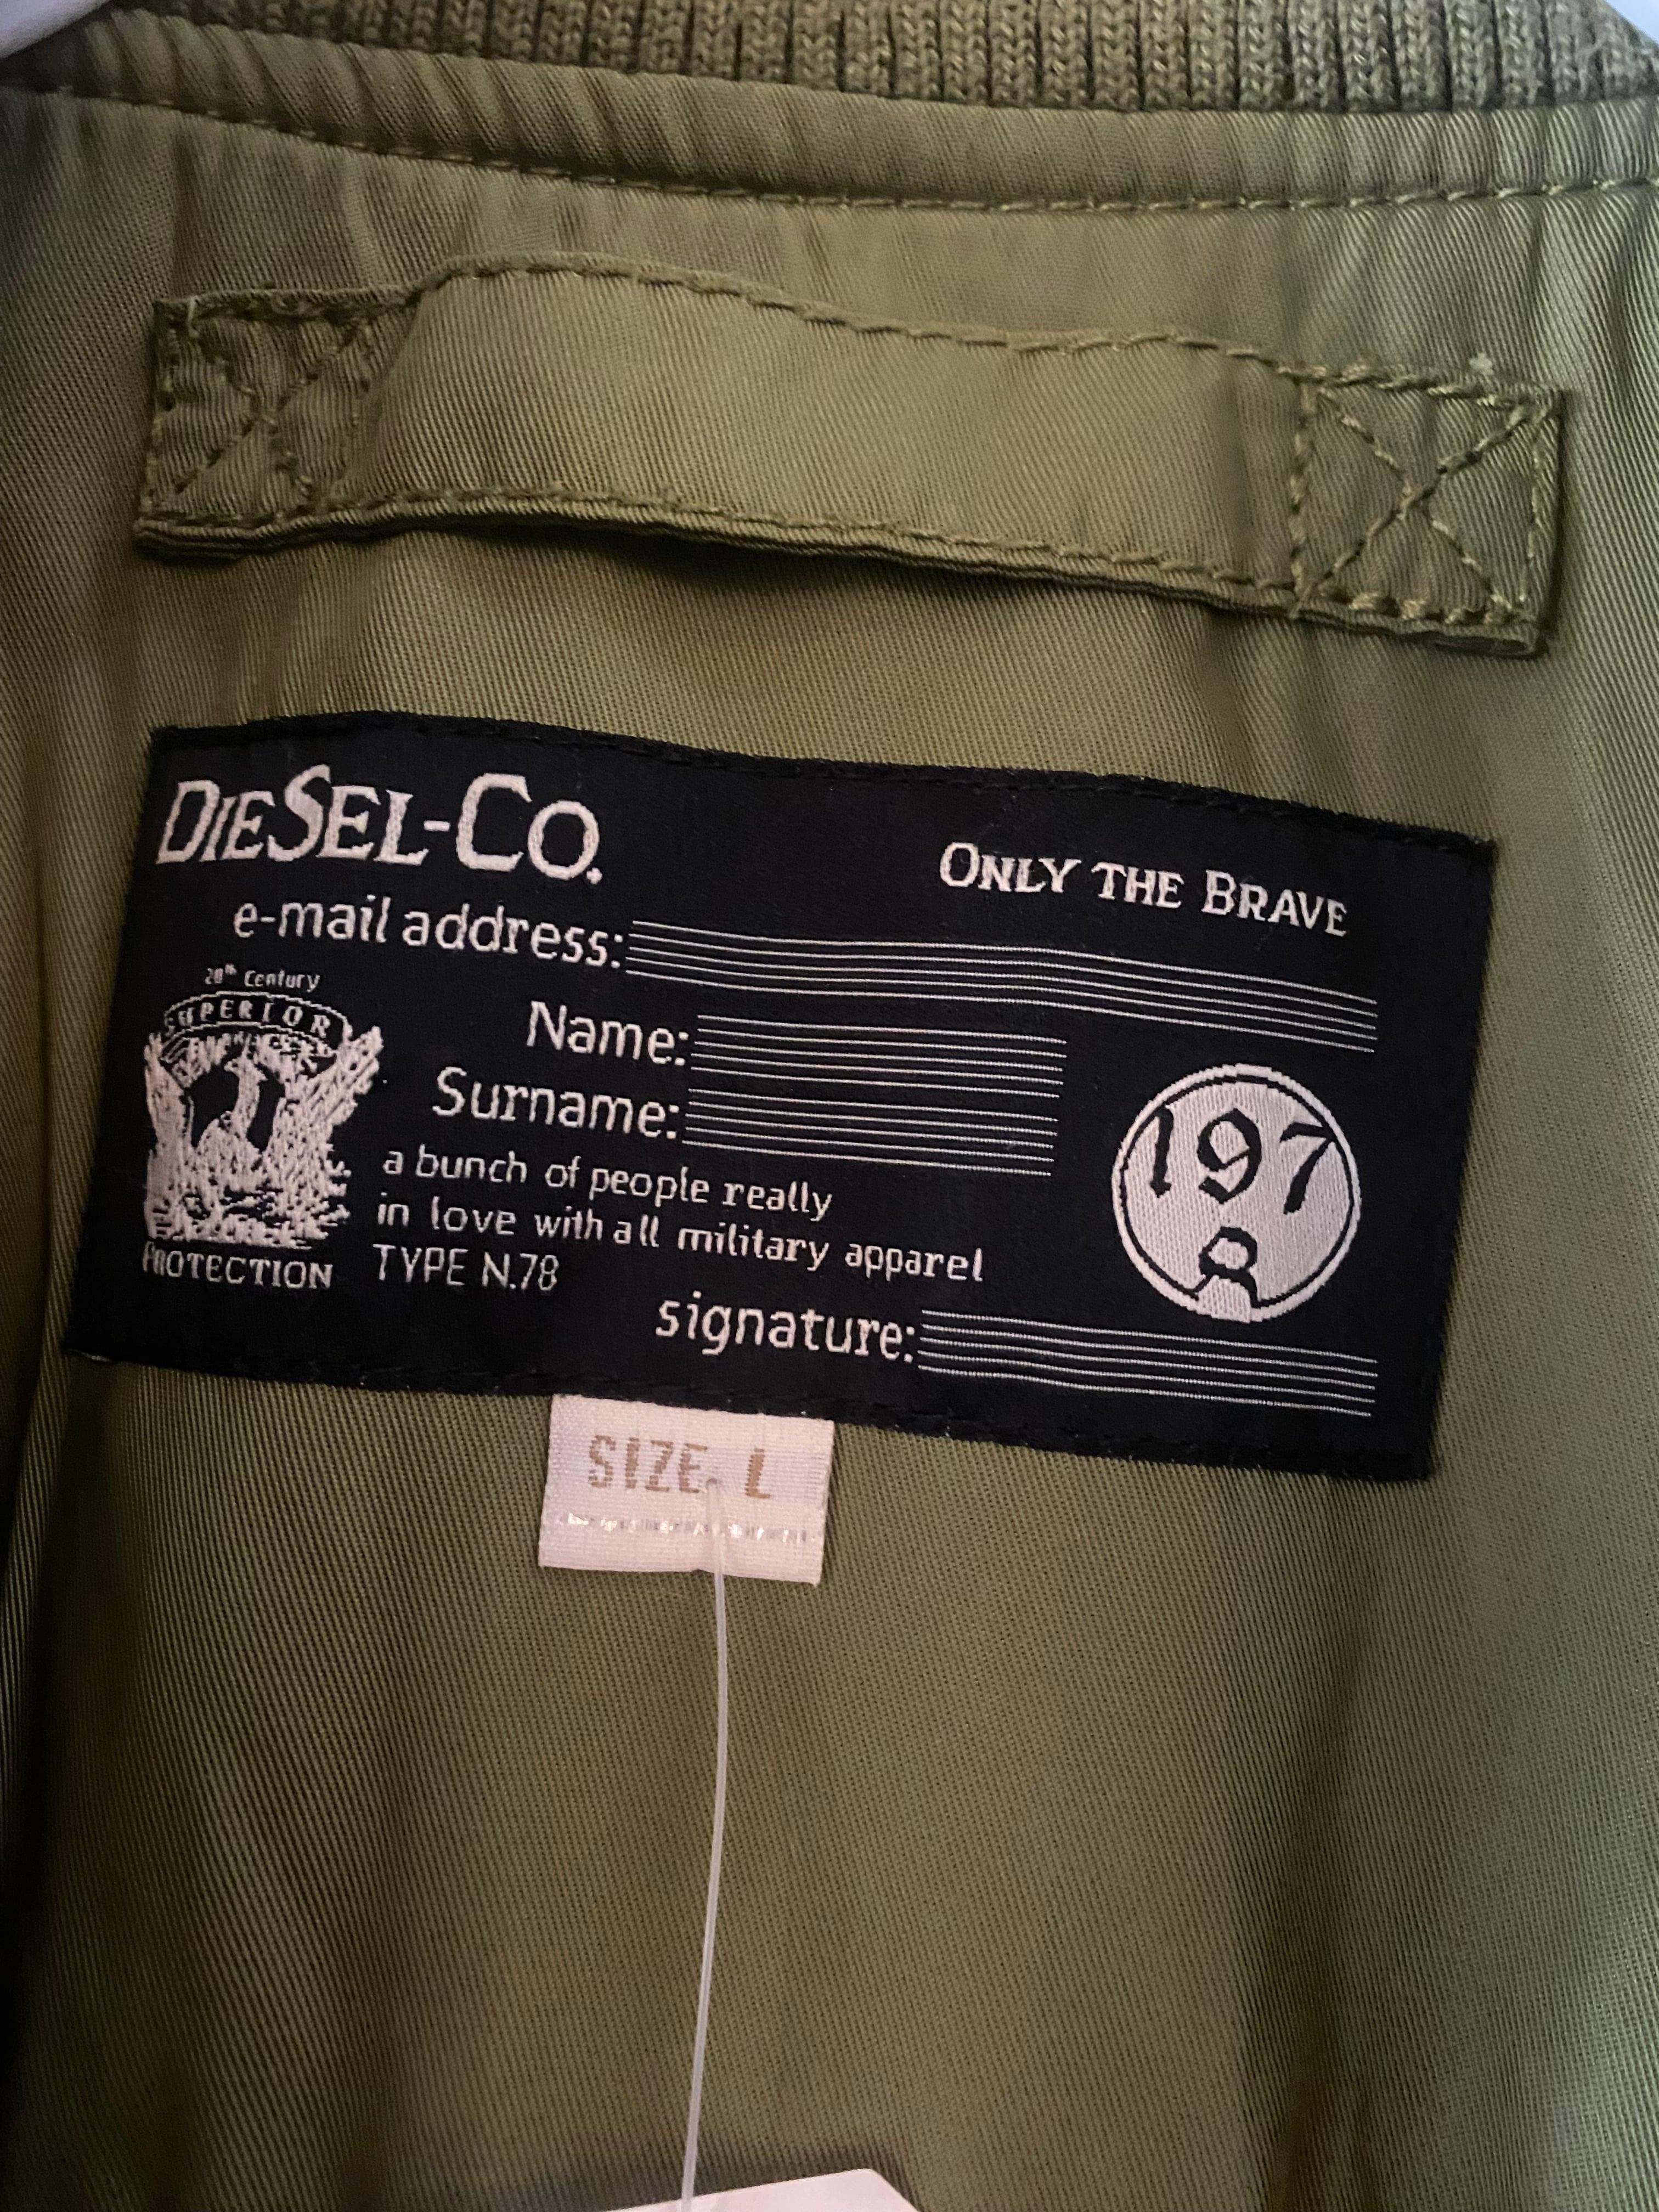 DIESEL-CO.
ONLY THE BRAVE
e-mail address:
20th Century
SUPERIOR
Name:
Surname:
197
8
a bunch of people really
in love with all military apparel
PROTECTION
TYPE N.78
signature:
SIZE. L